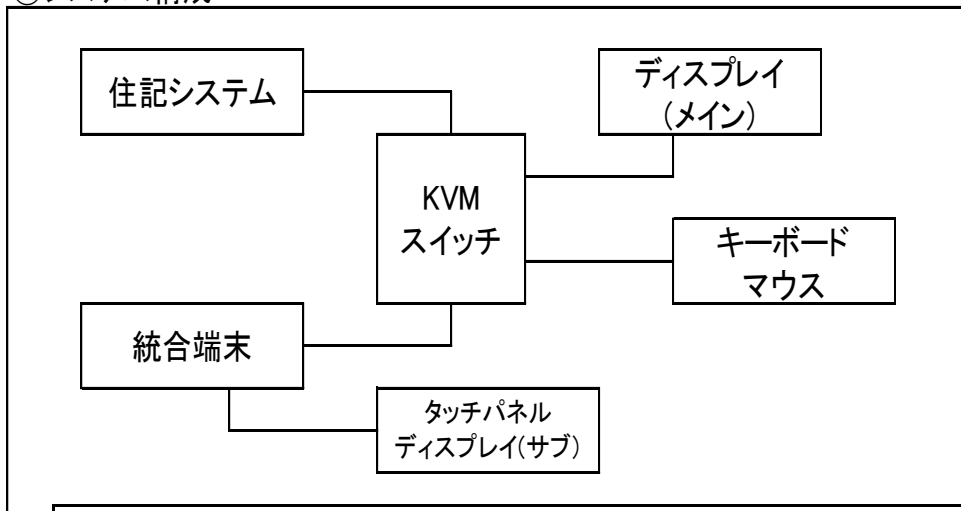 住記システム
ディスプレイ
(メイン)
KVM
スイッチ
キーボード
マウス
統合端末
タッチパネル
ディスプレイ(サブ)